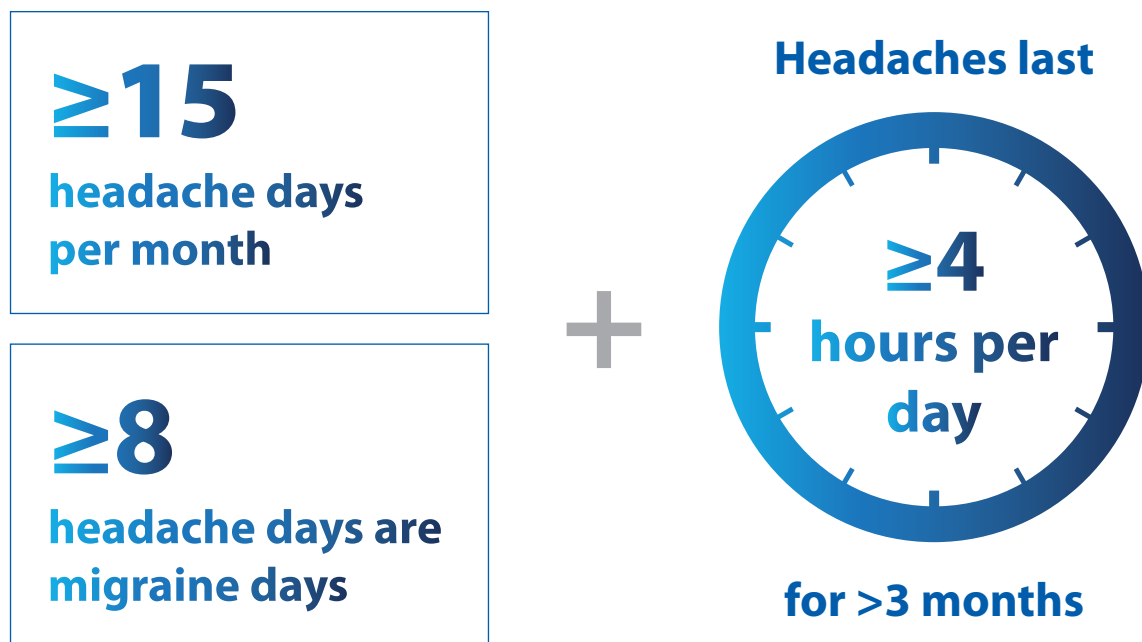 ≥15
headache days
per month
≥8
headache days are
migraine days
+
Headaches last
≥4
hours per
day
for >3 months